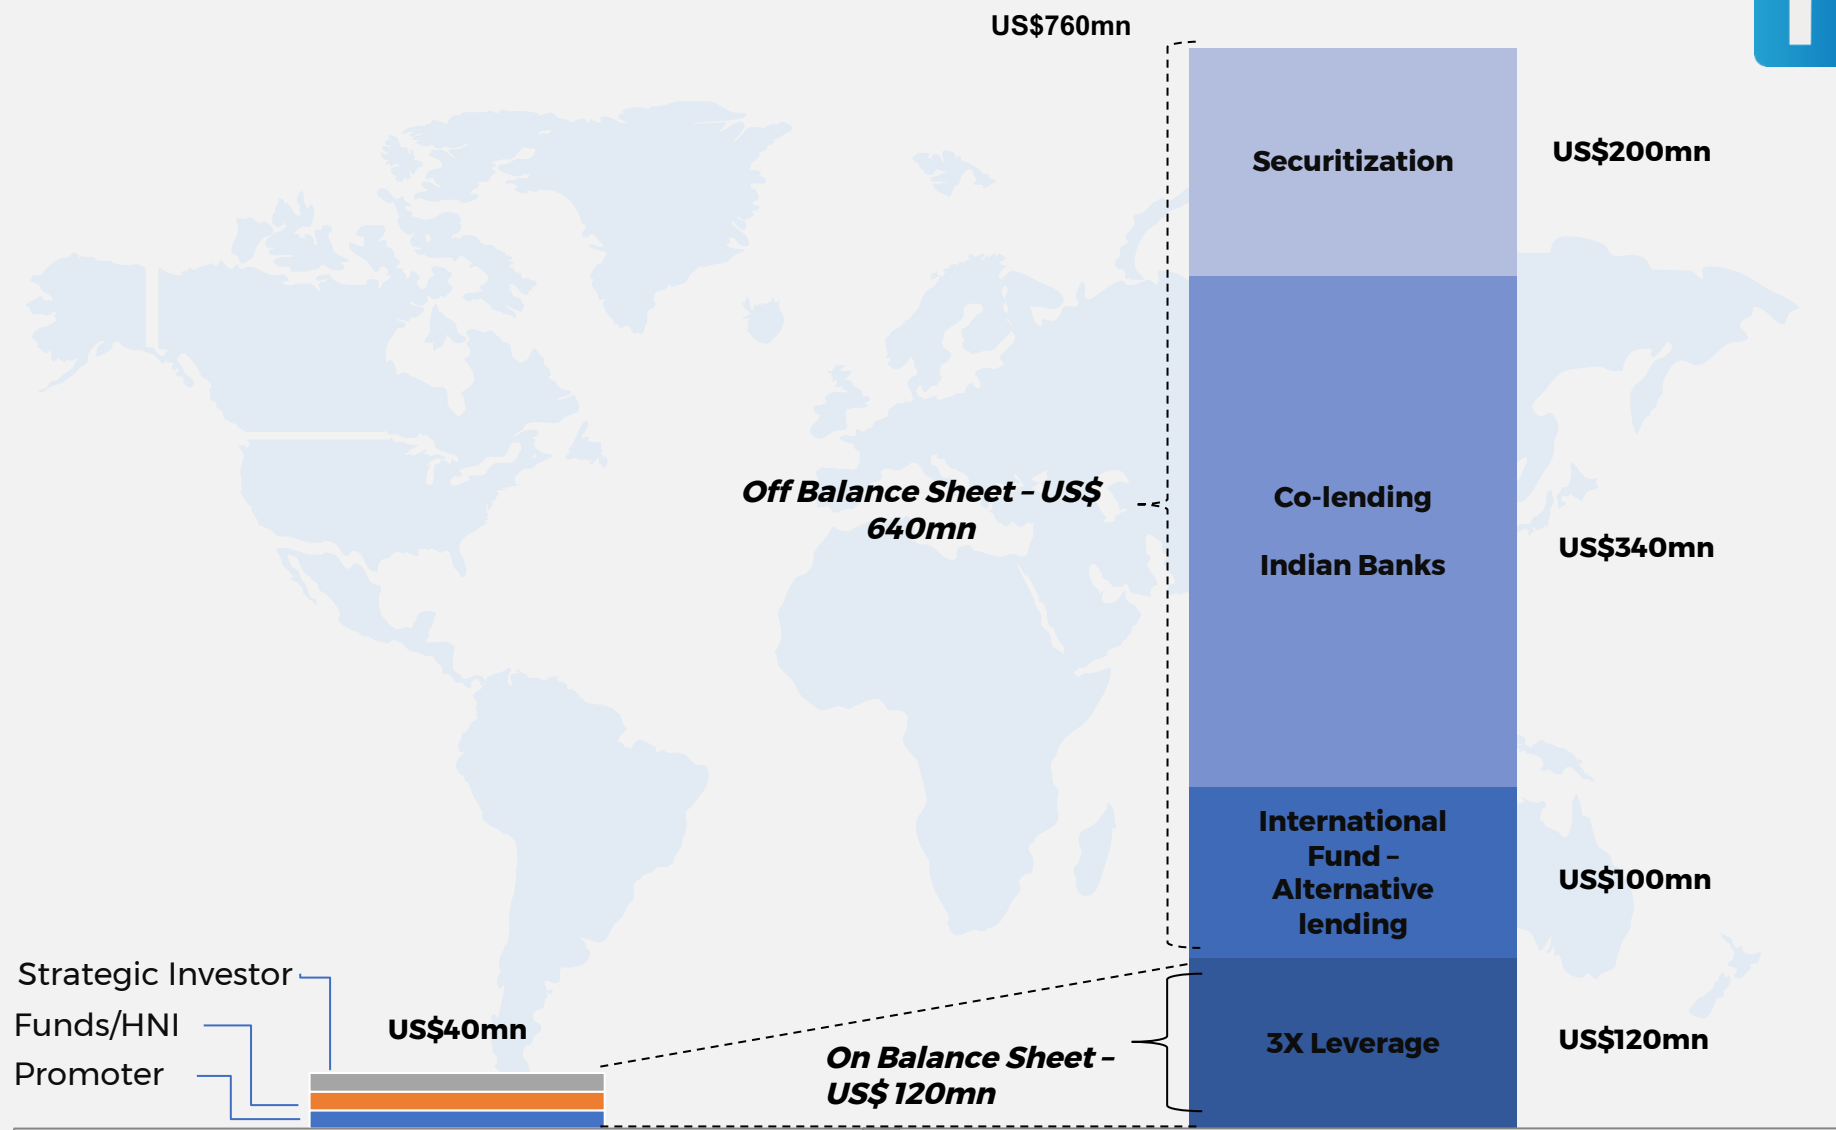 US$760mn
Securitization
US$200mn
Off Balance Sheet – US$
640mn
Co-lending
Indian Banks
US$340mn
International
Fund –
Alternative
lending
US$100mn
Strategic Investor
Funds/HNI
Promoter
US$40mn
On Balance Sheet –
US$ 120mn
3X Leverage
US$120mn